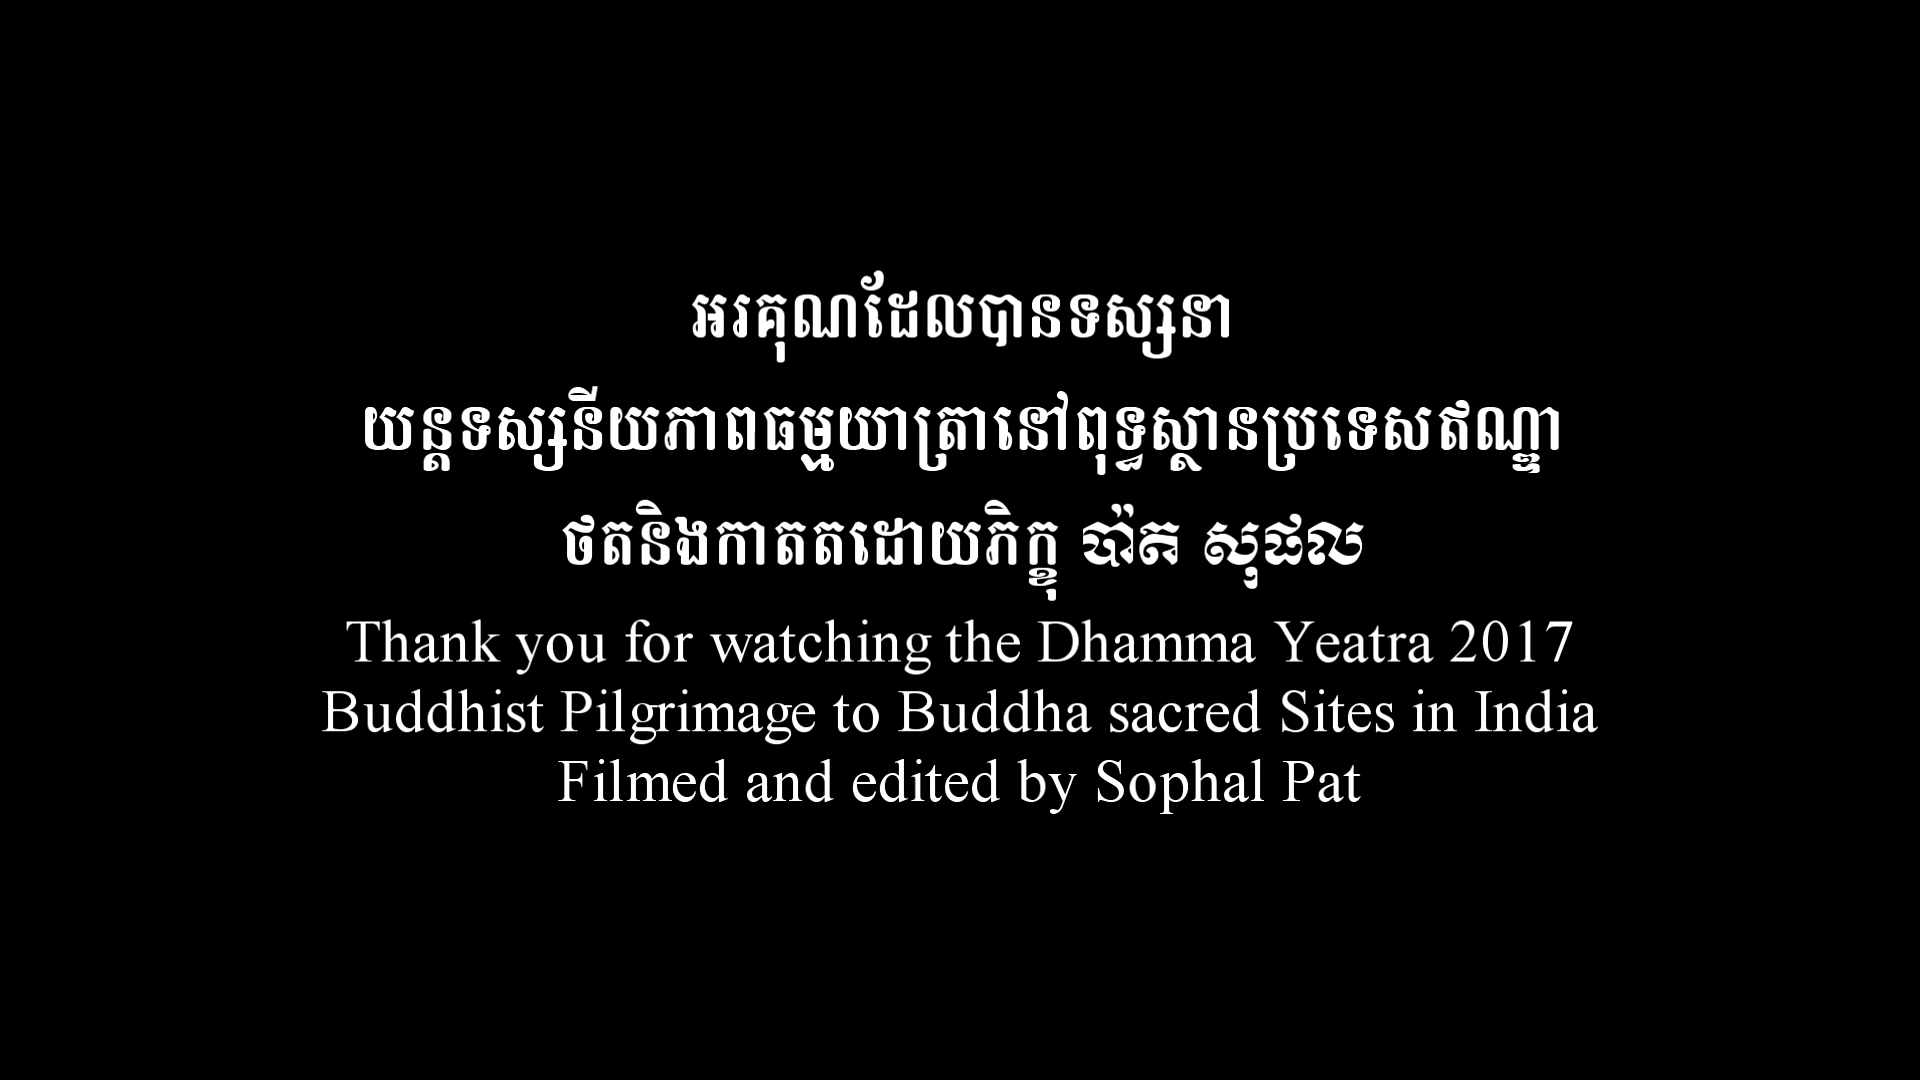 អរគុណដែលបានទស្សនា
យន្តទស្សនីយភាពធម្មយាត្រានៅពុទ្ធស្ថានប្រទេសឥណ្ឌា
ថតនិងកាតតដោយភិក្ខុ ប៉ាត សុផល
Thank you for watching the Dhamma Yeatra 2017
Buddhist Pilgrimage to Buddha sacred Sites in India
Filmed and edited by Sophal Pat